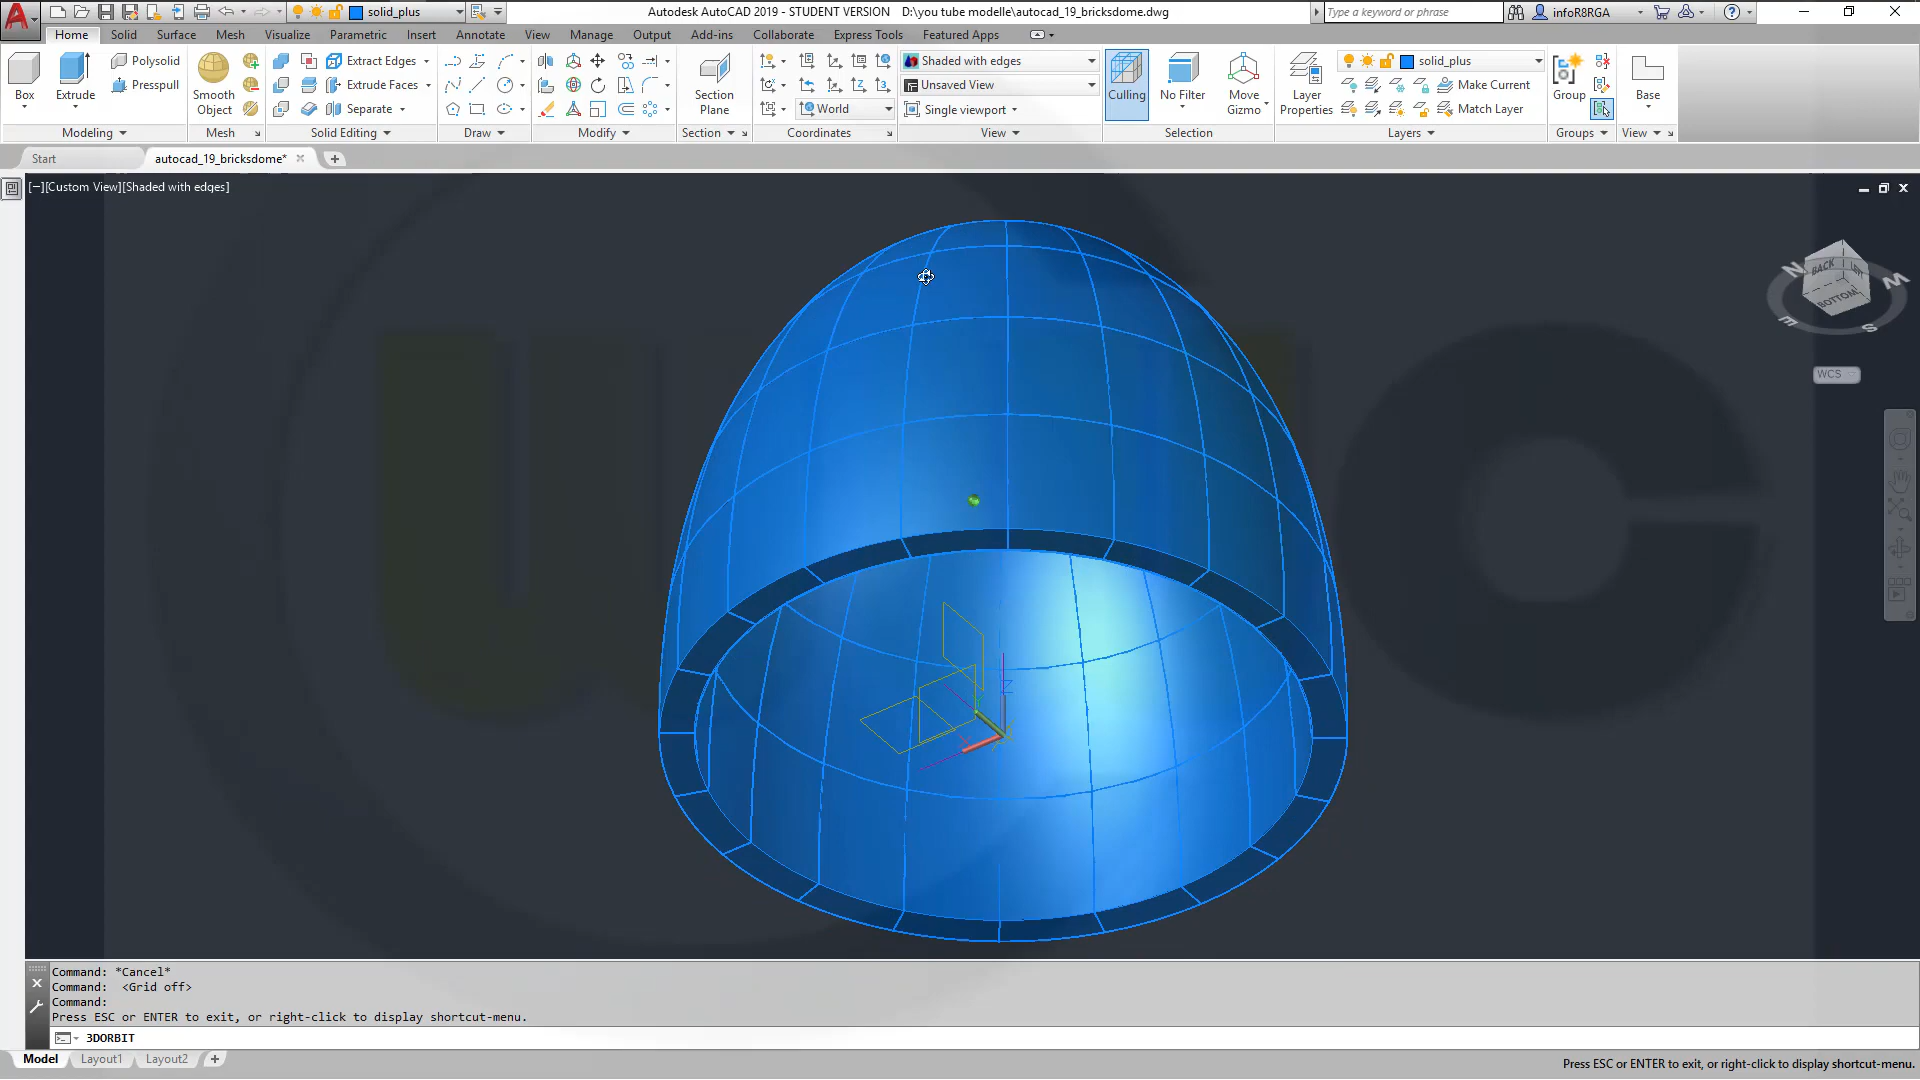 solid_plus
Autodesk AutoCAD 2019 - STUDENT VERSION D:\you tube modelle\autocad_19_bricksdome.dwg
Type a keyword or phrase
infoR8RGA
Home Solid Surface Mesh Visualize Parametric Insert Annotate View Manage Output Add-ins Collaborate Express Tools Featured Apps
Box
Extrude
Polysolid
Presspull
Modeling
Smooth Object
Mesh
Extract Edges
Extrude Faces
Separate
Solid Editing
Draw
Modify
Section Plane
Section
World
Coordinates
Shaded with edges
Unsaved View
Single viewport
View
Culling
No Filter
Move Gizmo
Selection
Layer Properties
solid_plus
Make Current
Match Layer
Layers
Group
Groups
Base
View
Start
autocad_19_bricksdome*
[−][Custom View][Shaded with edges]
N
M
E
S
BACK
BOTTOM
WCS
Z
X
Command: *Cancel*
Command: <Grid off>
Command:
Press ESC or ENTER to exit, or right-click to display shortcut-menu.
3DORBIT
Model Layout1 Layout2 +
Press ESC or ENTER to exit, or right-click to display shortcut-menu.